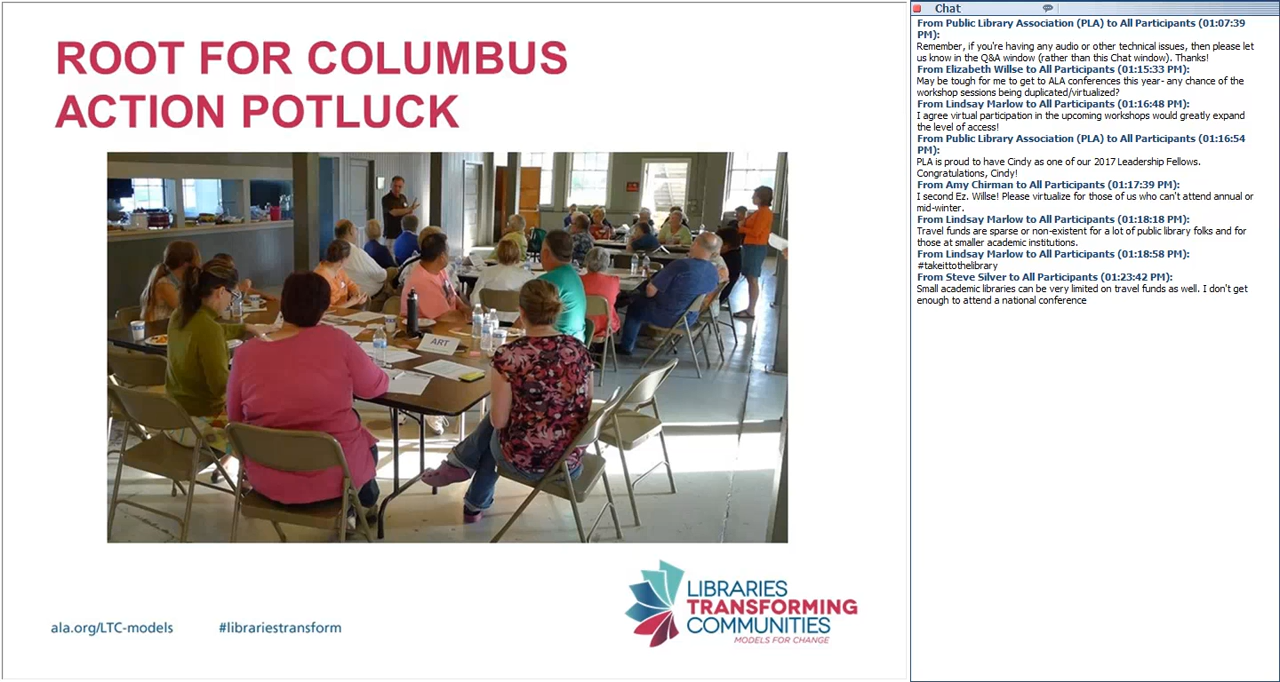 ROOT FOR COLUMBUS
ACTION POTLUCK
ART
ala.org/LTC-models
#librariestransform
LIBRARIES
TRANSFORMING
COMMUNITIES
MODELS FOR CHANGE
Chat
From Public Library Association (PLA) to All Participants (01:07:39
PM):
Remember, if you're having any audio or other technical issues, then please let
us know in the Q&A window (rather than this Chat window). Thanks!
From Elizabeth Willse to All Participants (01:15:33 PM):
May be tough for me to get to ALA conferences this year- any chance of the
workshop sessions being duplicated/virtualized?
From Lindsay Marlow to All Participants (01:16:48 PM):
I agree virtual participation in the upcoming workshops would greatly expand
the level of access!
From Public Library Association (PLA) to All Participants (01:16:54
PM):
PLA is proud to have Cindy as one of our 2017 Leadership Fellows.
Congratulations, Cindy!
From Amy Chirman to All Participants (01:17:39 PM):
I second Ez. Willse! Please virtualize for those of us who can't attend annual or
mid-winter.
From Lindsay Marlow to All Participants (01:18:18 PM):
Travel funds are sparse or non-existent for a lot of public library folks and for
those at smaller academic institutions.
From Lindsay Marlow to All Participants (01:18:58 PM):
#takeittothelibrary
From Steve Silver to All Participants (01:23:42 PM):
Small academic libraries can be very limited on travel funds as well. I don't get
enough to attend a national conference